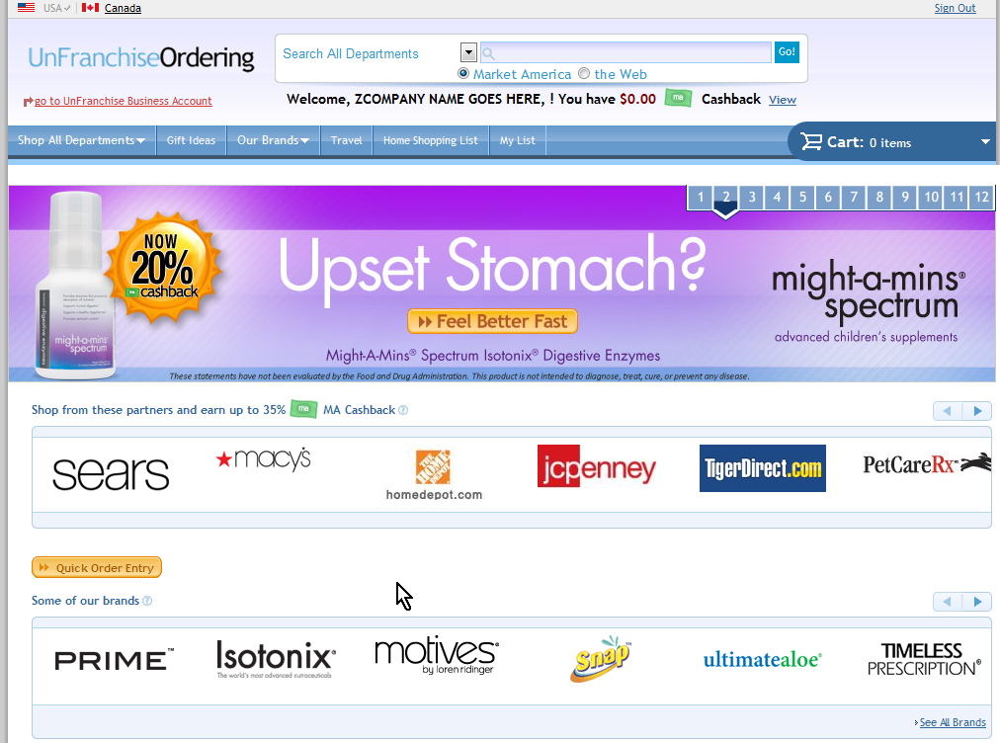 USA Canada Sign Out
UnFranchiseOrdering
Search All Departments Go!
Market America the Web
go to UnFranchise Business Account
Welcome, ZCOMPANY NAME GOES HERE, ! You have $0.00 ma Cashback View
Shop All Departments Gift Ideas Our Brands Travel Home Shopping List My List
Cart: 0 items
1 2 3 4 5 6 7 8 9 10 11 12
NOW
20%
ma cashback
Upset Stomach?
Feel Better Fast
Might-A-Mins® Spectrum Isotonix® Digestive Enzymes
might-a-mins®
spectrum
advanced children's supplements
digestive enzymes
might-a-mins
spectrum
These statements have not been evaluated by the Food and Drug Administration. This product is not intended to diagnose, treat, cure, or prevent any disease.
Shop from these partners and earn up to 35% ma MA Cashback ?
sears
macy's
THE HOME DEPOT
homedepot.com
jcpenney
TigerDirect.com
PetCareRx
Quick Order Entry
Some of our brands ?
PRIME™
Isotonix®
The world's most advanced nutraceuticals
motives®
by loren ridinger
snap™
ultimatealoe®
TIMELESS
PRESCRIPTION®
See All Brands